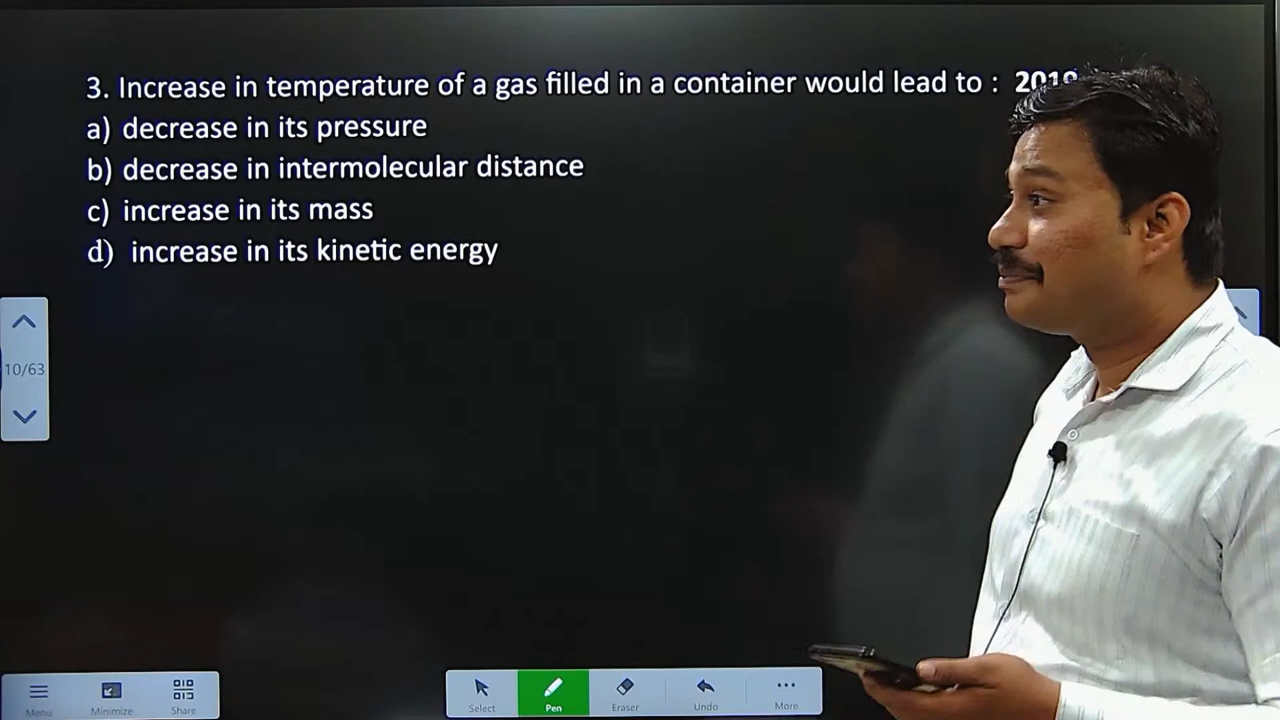 3. Increase in temperature of a gas filled in a container would lead to : 2019
a) decrease in its pressure
b) decrease in intermolecular distance
c) increase in its mass
d) increase in its kinetic energy
10/63
Menu Minimize Share Select Pen Eraser Undo More